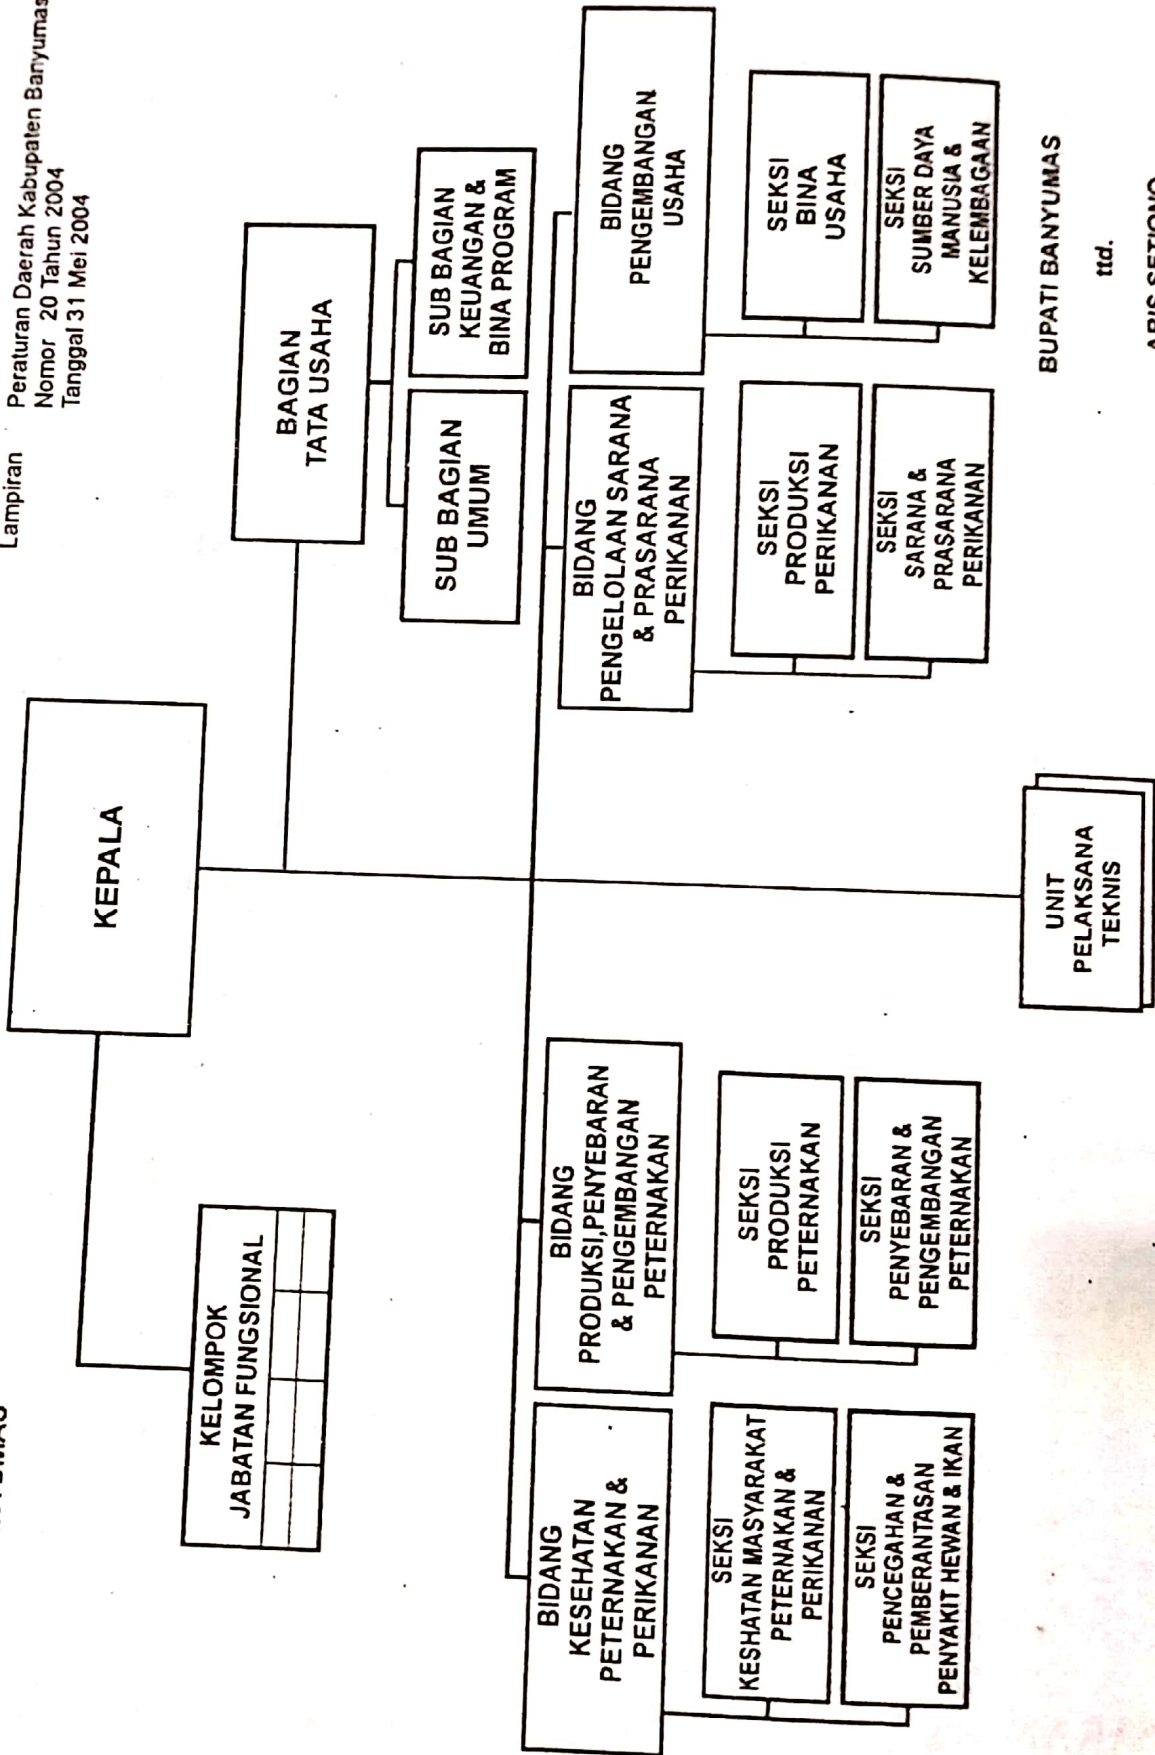 Lampiran
Peraturan Daerah Kabupaten Banyumas
Nomor 20 Tahun 2004
Tanggal 31 Mei 2004
KEPALA
KELOMPOK
JABATAN FUNGSIONAL
BAGIAN
TATA USAHA
SUB BAGIAN
UMUM
SUB BAGIAN
KEUANGAN &
BINA PROGRAM
BIDANG
KESEHATAN
PETERNAKAN &
PERIKANAN
BIDANG
PRODUKSI,PENYEBARAN
& PENGEMBANGAN
PETERNAKAN
BIDANG
PENGELOLAAN SARANA
& PRASARANA
PERIKANAN
BIDANG
PENGEMBANGAN
USAHA
SEKSI
KESHATAN MASYARAKAT
PETERNAKAN &
PERIKANAN
SEKSI
PRODUKSI
PETERNAKAN
SEKSI
PRODUKSI
PERIKANAN
SEKSI
BINA
USAHA
SEKSI
PENCEGAHAN &
PEMBERANTASAN
PENYAKIT HEWAN & IKAN
SEKSI
PENYEBARAN &
PENGEMBANGAN
PETERNAKAN
SEKSI
SARANA &
PRASARANA
PERIKANAN
SEKSI
SUMBER DAYA
MANUSIA &
KELEMBAGAAN
UNIT
PELAKSANA
TEKNIS
BUPATI BANYUMAS
ttd.
ARIS SETIONO